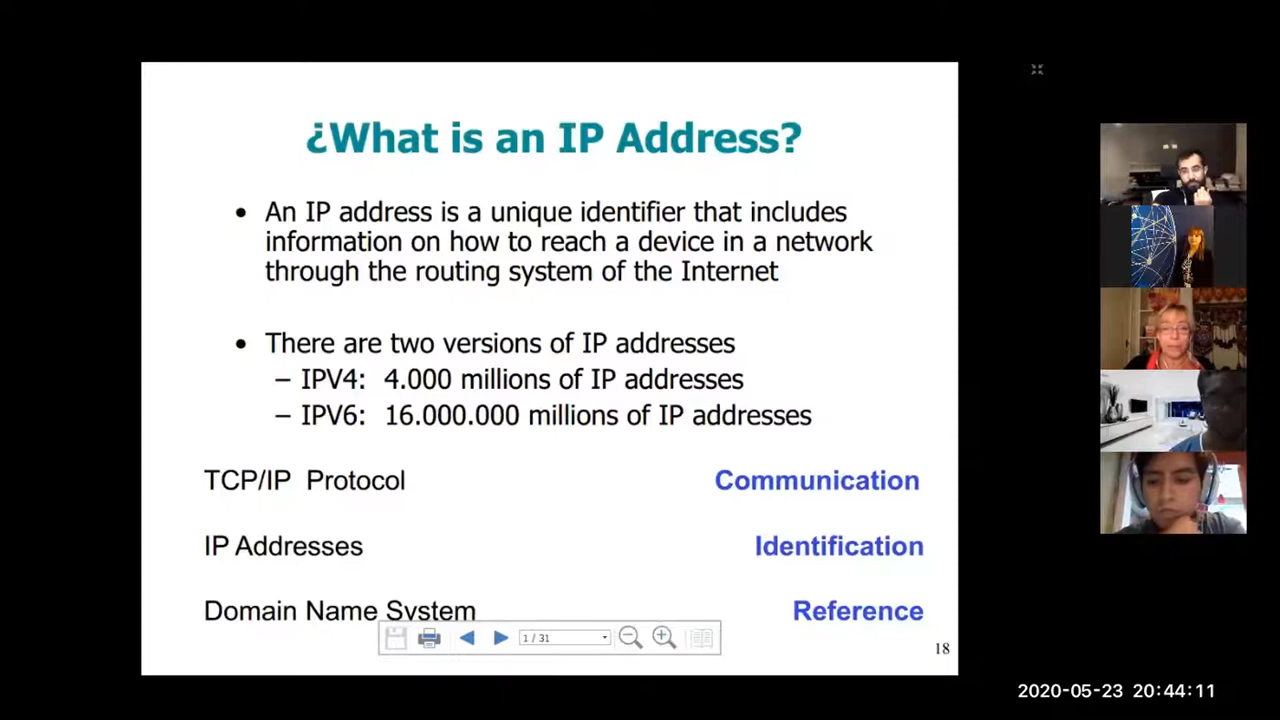 ¿What is an IP Address?
• An IP address is a unique identifier that includes
information on how to reach a device in a network
through the routing system of the Internet
• There are two versions of IP addresses
– IPV4: 4.000 millions of IP addresses
– IPV6: 16.000.000 millions of IP addresses
TCP/IP Protocol Communication
IP Addresses Identification
Domain Name System Reference
1 / 31
18
2020-05-23 20:44:11